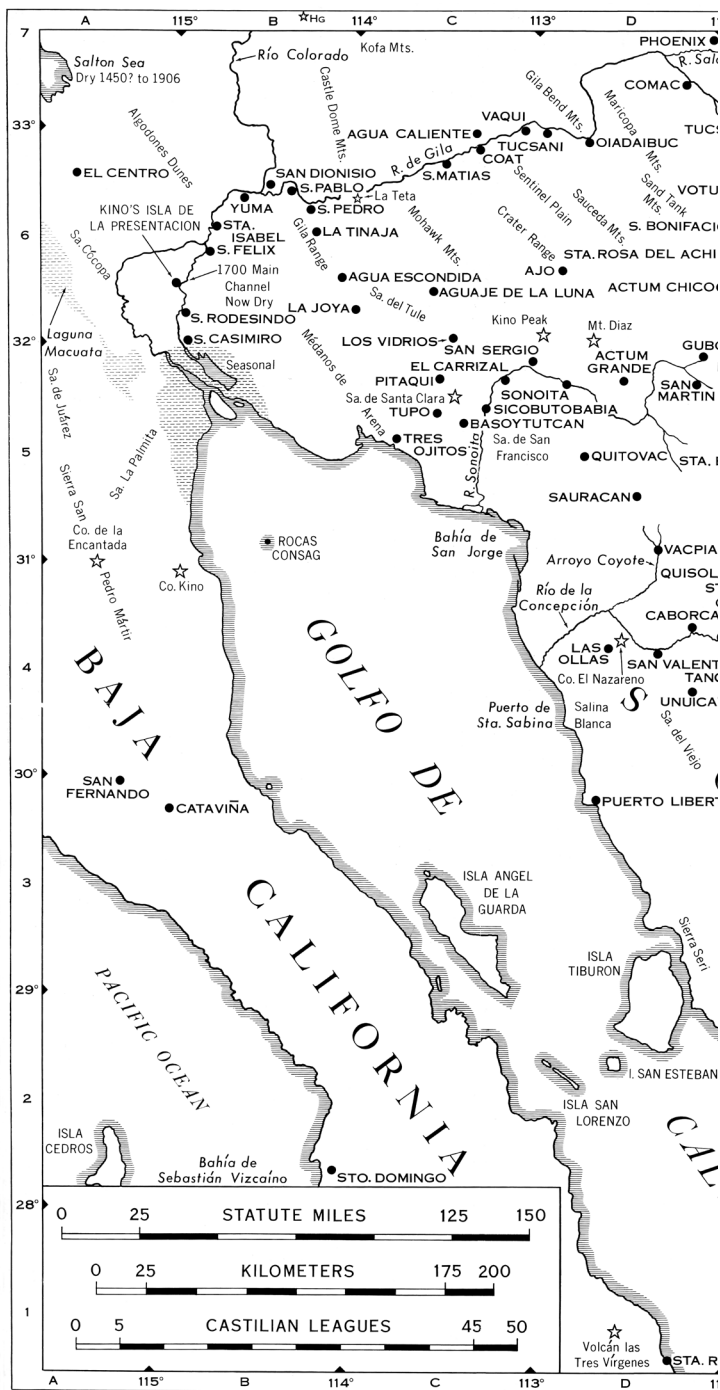 A
115°
B
Hg
114°
C
113°
D
7
PHOENIX
Salton Sea
Dry 1450? to 1906
Río Colorado
Kofa Mts.
R. Sala
COMAC
Castle Dome Mts.
Gila Bend Mts.
Maricopa Mts.
Algodones Dunes
33°
VAQUI
AGUA CALIENTE
TUCSANI
TUCS
OIADAIBUC
COAT
R. de Gila
S. MATIAS
EL CENTRO
SAN DIONISIO
S. PABLO
La Teta
Sentinel Plain
Sand Tank Mts.
VOTU
YUMA
S. PEDRO
KINO'S ISLA DE
LA PRESENTACION
Mohawk Mts.
Sauceda Mts.
S. BONIFACI
6
STA.
ISABEL
LA TINAJA
Crater Range
Sa. Cócopa
Gila Range
S. FELIX
STA. ROSA DEL ACHI
AJO
1700 Main
Channel
Now Dry
AGUA ESCONDIDA
AGUAJE DE LA LUNA
ACTUM CHICO
LA JOYA
Sa. del Tule
S. RODESINDO
Kino Peak
Mt. Diaz
Laguna
Macuata
32°
S. CASIMIRO
LOS VIDRIOS
SAN SERGIO
ACTUM
GRANDE
GUBO
Seasonal
EL CARRIZAL
PITAQUI
SAN
MARTIN
Médanos de Arena
Sa. de Santa Clara
SONOITA
Sa. de Juárez
TUPO
SICOBUTOBABIA
BASOYTUTCAN
Sa. La Palmita
TRES
OJITOS
R. Sonoito
Sa. de San
Francisco
5
QUITOVAC
STA.
Sierra San Pedro Mártir
SAURACAN
Co. de la
Encantada
ROCAS
CONSAG
Bahía de
San Jorge
VACPIA
31°
Arroyo Coyote
Co. Kino
QUISOL
ST
Río de la
Concepción
CABORCA
4
LAS
OLLAS
SAN VALENT
Co. El Nazareno
TANG
UNUICA
Puerto de
Sta. Sabina
Salina
Blanca
S
Sa. del Viejo
30°
SAN
FERNANDO
CATAVIÑA
PUERTO LIBERT
BAJA
CALIFORNIA
GOLFO DE
CAL
3
ISLA ANGEL
DE LA
GUARDA
Sierra Seri
ISLA
TIBURON
29°
PACIFIC OCEAN
I. SAN ESTEBAN
2
ISLA SAN
LORENZO
ISLA
CEDROS
Bahía de
Sebastián Vizcaíno
STO. DOMINGO
28°
0 25 STATUTE MILES 125 150
0 25 KILOMETERS 175 200
1
0 5 CASTILIAN LEAGUES 45 50
Volcán las
Tres Vírgenes
STA. R
A
115°
B
114°
C
113°
D